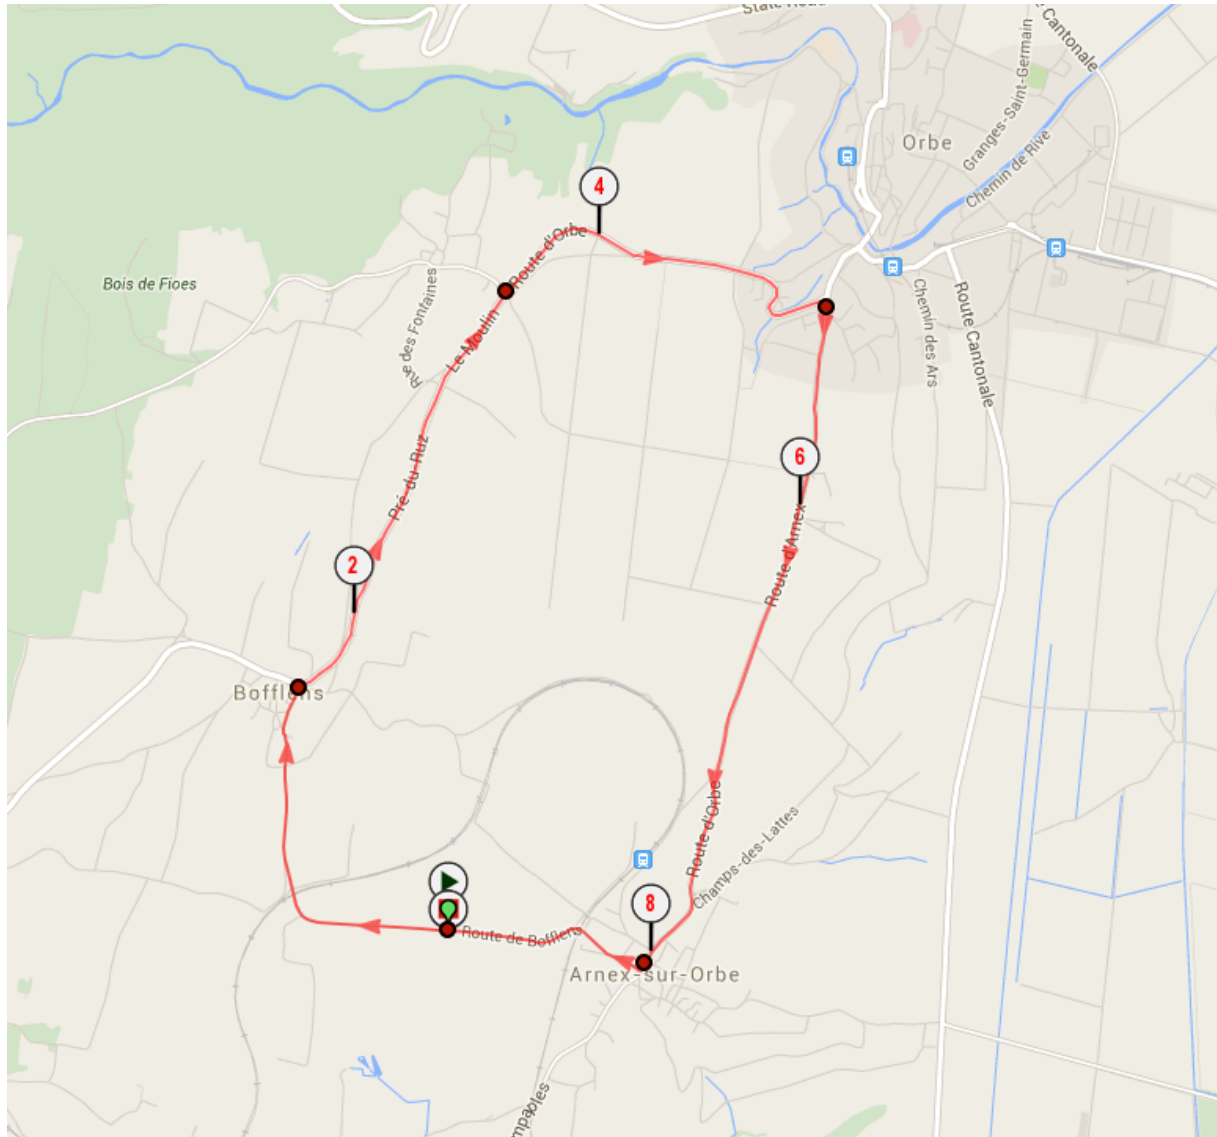 Cantonale
Granges-Saint-Germain
Orbe
Chemin de Rive
4
Route d'Orbe
Bois de Fioes
Rue des Fontaines
Le Moulin
Chemin des Ars
Route Cantonale
Pré-du-Ruz
6
Route d'Arnex
2
Bofflens
Route d'Orbe
Champs-des-Lattes
8
Route de Bofflens
Arnex-sur-Orbe